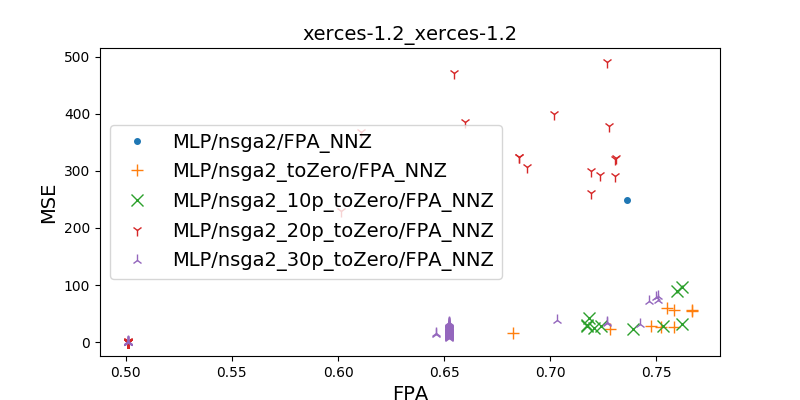 xerces-1.2_xerces-1.2
500
400
300
200
100
0
MSE
MLP/nsga2/FPA_NNZ
MLP/nsga2_toZero/FPA_NNZ
MLP/nsga2_10p_toZero/FPA_NNZ
MLP/nsga2_20p_toZero/FPA_NNZ
MLP/nsga2_30p_toZero/FPA_NNZ
0.50 0.55 0.60 0.65 0.70 0.75
FPA